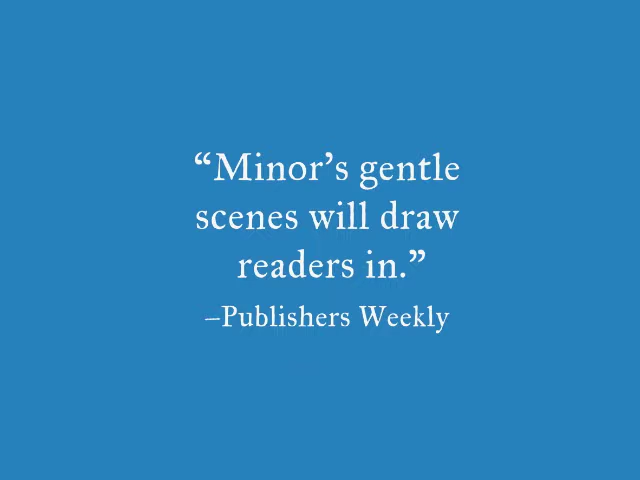 “Minor’s gentle
scenes will draw
readers in.”
–Publishers Weekly